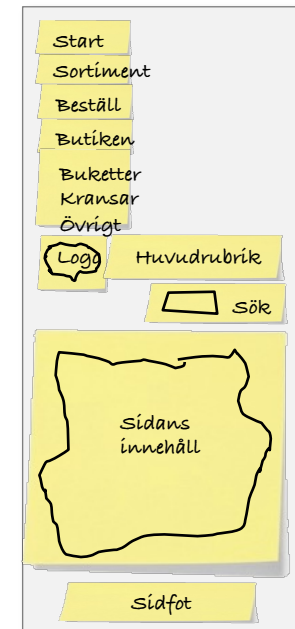 Start
Sortiment
Beställ
Butiken
Buketter
Kransar
Övrigt
Logo
Huvudrubrik
Sök
Sidans
innehåll
Sidfot